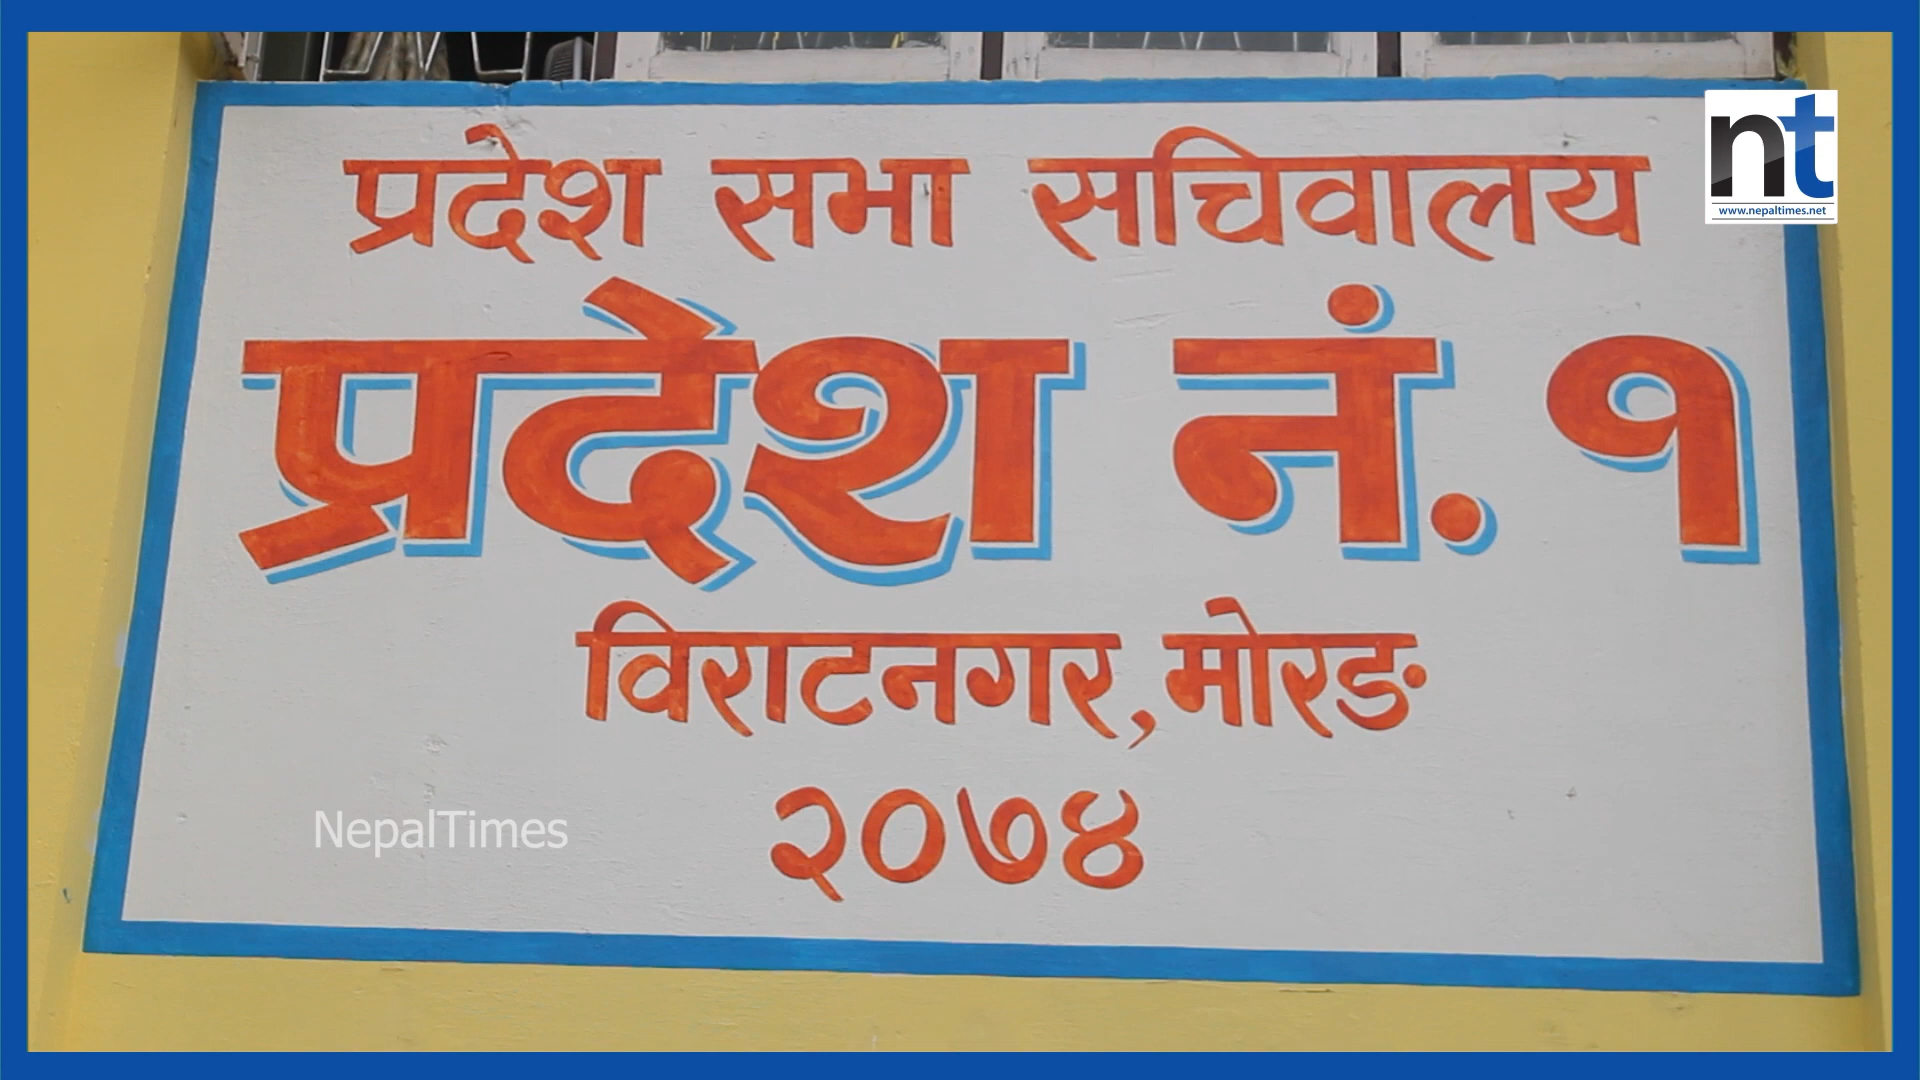 प्रदेश सभा सचिवालय
nt
www.nepaltimes.net
प्रदेश नं. १
विराटनगर, मोरङ
NepalTimes
२०७४